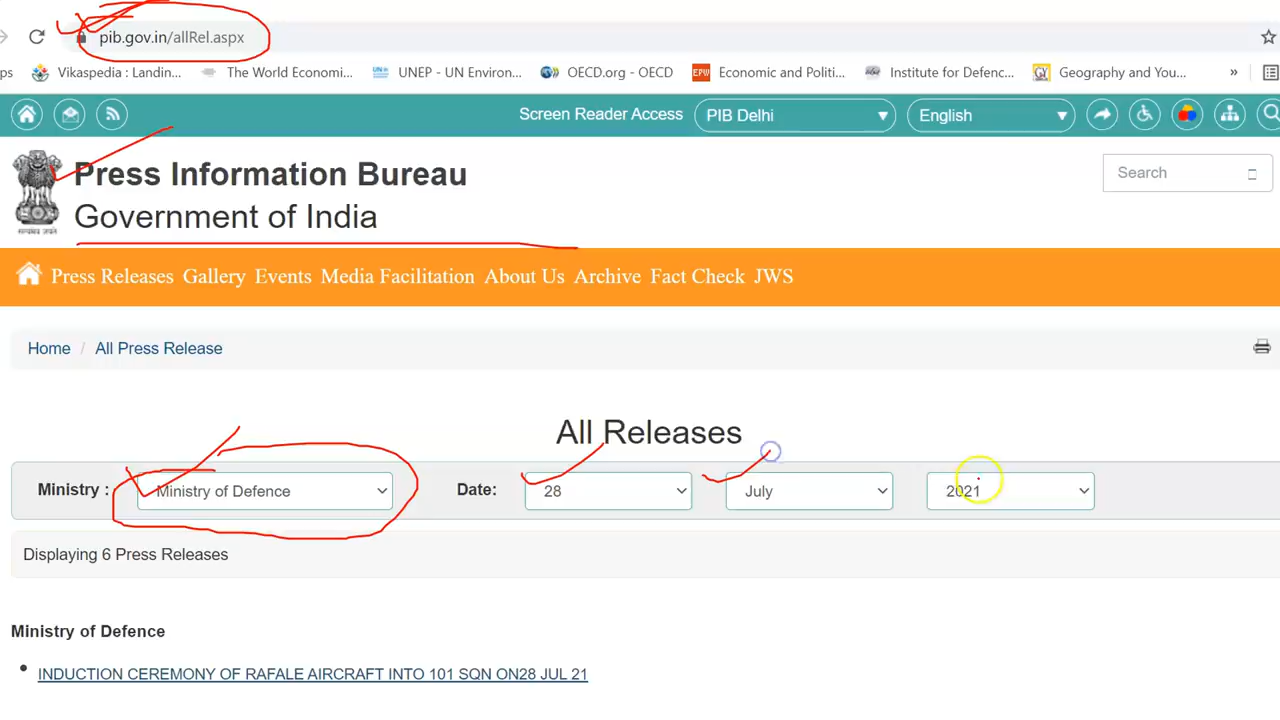 pib.gov.in/allRel.aspx
ps Vikaspedia : Landin... The World Economi... UNEP - UN Environ... OECD.org - OECD EPW Economic and Politi... Institute for Defenc... GY Geography and You... »
Screen Reader Access PIB Delhi English
Press Information Bureau
Government of India
Search
Press Releases Gallery Events Media Facilitation About Us Archive Fact Check JWS
Home / All Press Release
All Releases
Ministry : Ministry of Defence Date: 28 July 2021
Displaying 6 Press Releases
Ministry of Defence
• INDUCTION CEREMONY OF RAFALE AIRCRAFT INTO 101 SQN ON28 JUL 21